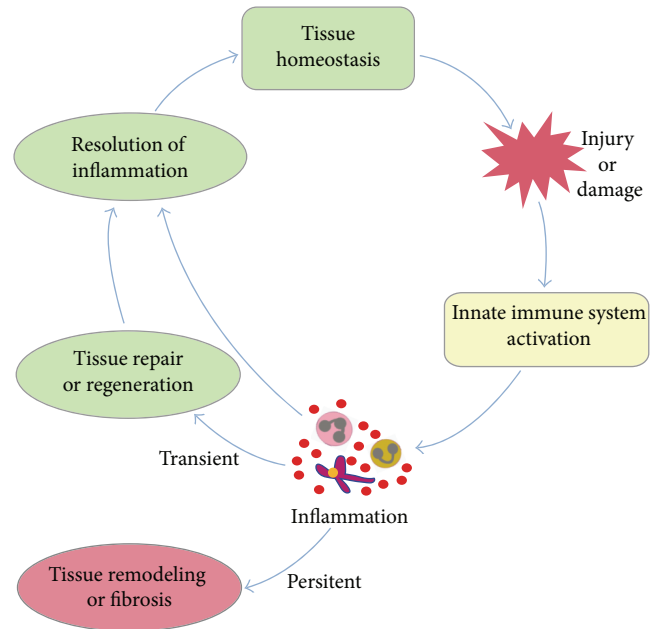 Tissue
homeostasis
Resolution of
inflammation
Injury
or
damage
Innate immune system
activation
Tissue repair
or regeneration
Transient
Inflammation
Tissue remodeling
or fibrosis
Persitent